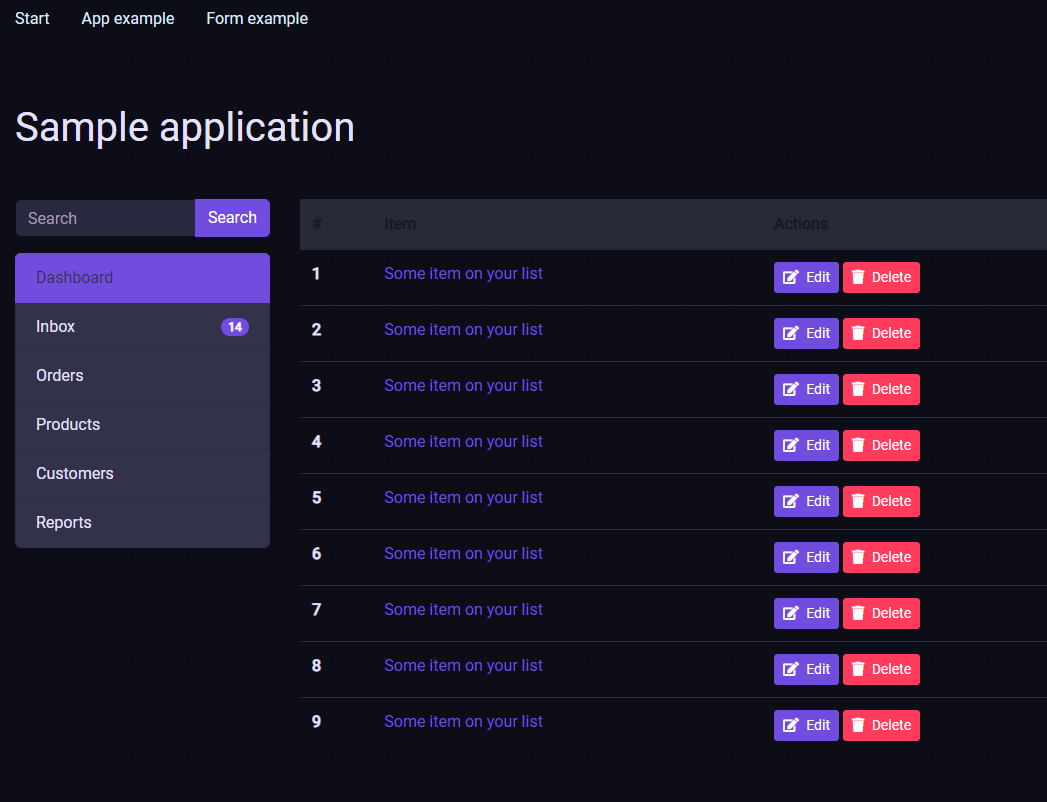 Start App example Form example
Sample application
Search Search
Dashboard
Inbox 14
Orders
Products
Customers
Reports
# Item Actions
1 Some item on your list Edit Delete
2 Some item on your list Edit Delete
3 Some item on your list Edit Delete
4 Some item on your list Edit Delete
5 Some item on your list Edit Delete
6 Some item on your list Edit Delete
7 Some item on your list Edit Delete
8 Some item on your list Edit Delete
9 Some item on your list Edit Delete